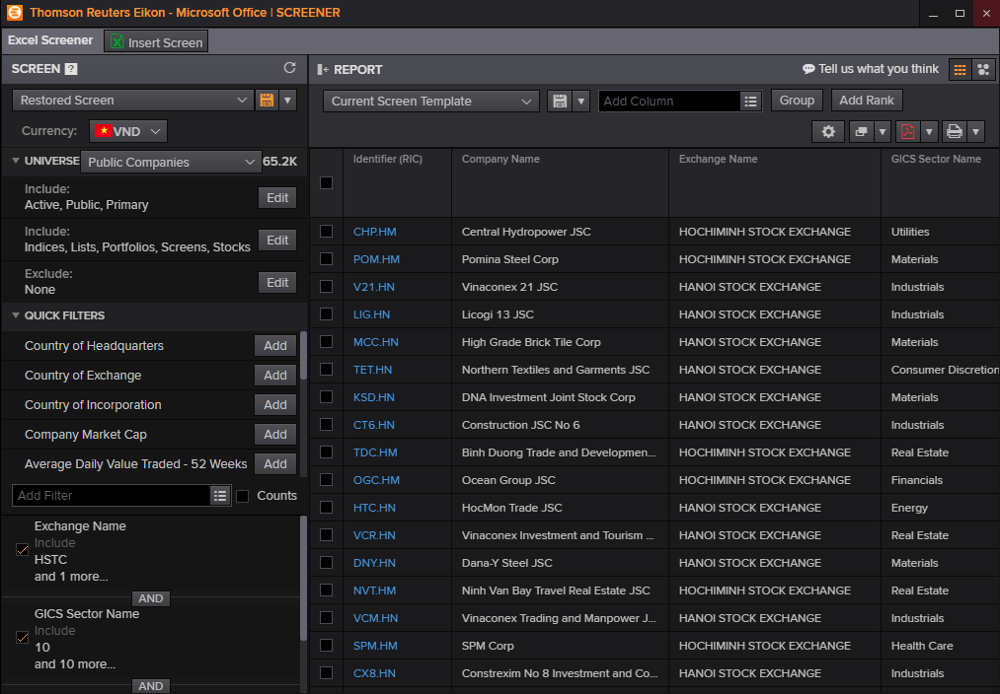 Thomson Reuters Eikon - Microsoft Office | SCREENER
Excel Screener
Insert Screen
SCREEN ?
Restored Screen
Currency: VND
UNIVERSE Public Companies 65.2K
Include:
Active, Public, Primary
Edit
Include:
Indices, Lists, Portfolios, Screens, Stocks
Edit
Exclude:
None
Edit
QUICK FILTERS
Country of Headquarters Add
Country of Exchange Add
Country of Incorporation Add
Company Market Cap Add
Average Daily Value Traded - 52 Weeks Add
Add Filter Counts
Exchange Name
Include
HSTC
and 1 more...
AND
GICS Sector Name
Include
10
and 10 more...
AND
REPORT
Tell us what you think
Current Screen Template
Add Column
Group
Add Rank
Identifier (RIC) Company Name Exchange Name GICS Sector Name
CHP.HM Central Hydropower JSC HOCHIMINH STOCK EXCHANGE Utilities
POM.HM Pomina Steel Corp HOCHIMINH STOCK EXCHANGE Materials
V21.HN Vinaconex 21 JSC HANOI STOCK EXCHANGE Industrials
LIG.HN Licogi 13 JSC HANOI STOCK EXCHANGE Industrials
MCC.HN High Grade Brick Tile Corp HANOI STOCK EXCHANGE Materials
TET.HN Northern Textiles and Garments JSC HANOI STOCK EXCHANGE Consumer Discretion
KSD.HN DNA Investment Joint Stock Corp HANOI STOCK EXCHANGE Materials
CT6.HN Construction JSC No 6 HANOI STOCK EXCHANGE Industrials
TDC.HM Binh Duong Trade and Developmen... HOCHIMINH STOCK EXCHANGE Real Estate
OGC.HM Ocean Group JSC HOCHIMINH STOCK EXCHANGE Financials
HTC.HN HocMon Trade JSC HANOI STOCK EXCHANGE Energy
VCR.HN Vinaconex Investment and Tourism ... HANOI STOCK EXCHANGE Real Estate
DNY.HN Dana-Y Steel JSC HANOI STOCK EXCHANGE Materials
NVT.HM Ninh Van Bay Travel Real Estate JSC HOCHIMINH STOCK EXCHANGE Real Estate
VCM.HN Vinaconex Trading and Manpower J... HANOI STOCK EXCHANGE Industrials
SPM.HM SPM Corp HOCHIMINH STOCK EXCHANGE Health Care
CX8.HN Constrexim No 8 Investment and Co... HANOI STOCK EXCHANGE Industrials